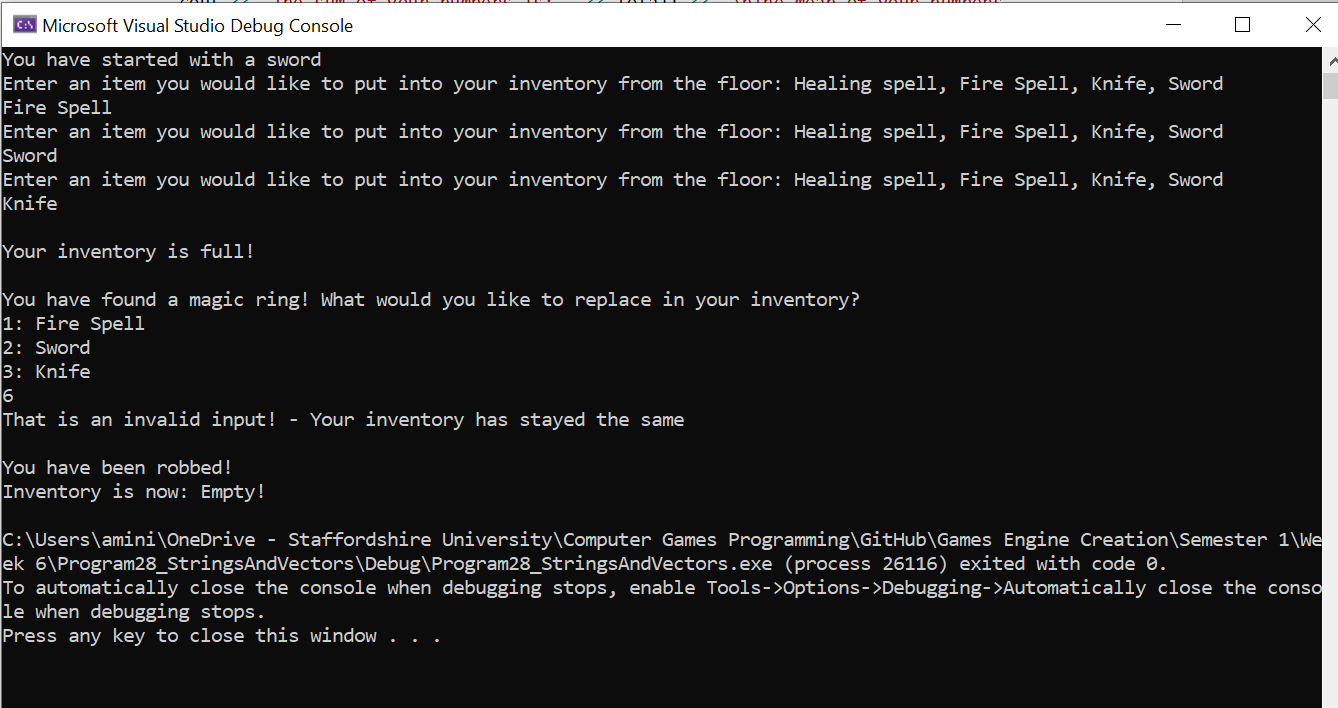 Microsoft Visual Studio Debug Console
You have started with a sword
Enter an item you would like to put into your inventory from the floor: Healing spell, Fire Spell, Knife, Sword
Fire Spell
Enter an item you would like to put into your inventory from the floor: Healing spell, Fire Spell, Knife, Sword
Sword
Enter an item you would like to put into your inventory from the floor: Healing spell, Fire Spell, Knife, Sword
Knife
Your inventory is full!
You have found a magic ring! What would you like to replace in your inventory?
1: Fire Spell
2: Sword
3: Knife
6
That is an invalid input! - Your inventory has stayed the same
You have been robbed!
Inventory is now: Empty!
C:\Users\amini\OneDrive - Staffordshire University\Computer Games Programming\GitHub\Games Engine Creation\Semester 1\We
ek 6\Program28_StringsAndVectors\Debug\Program28_StringsAndVectors.exe (process 26116) exited with code 0.
To automatically close the console when debugging stops, enable Tools->Options->Debugging->Automatically close the conso
le when debugging stops.
Press any key to close this window . . .